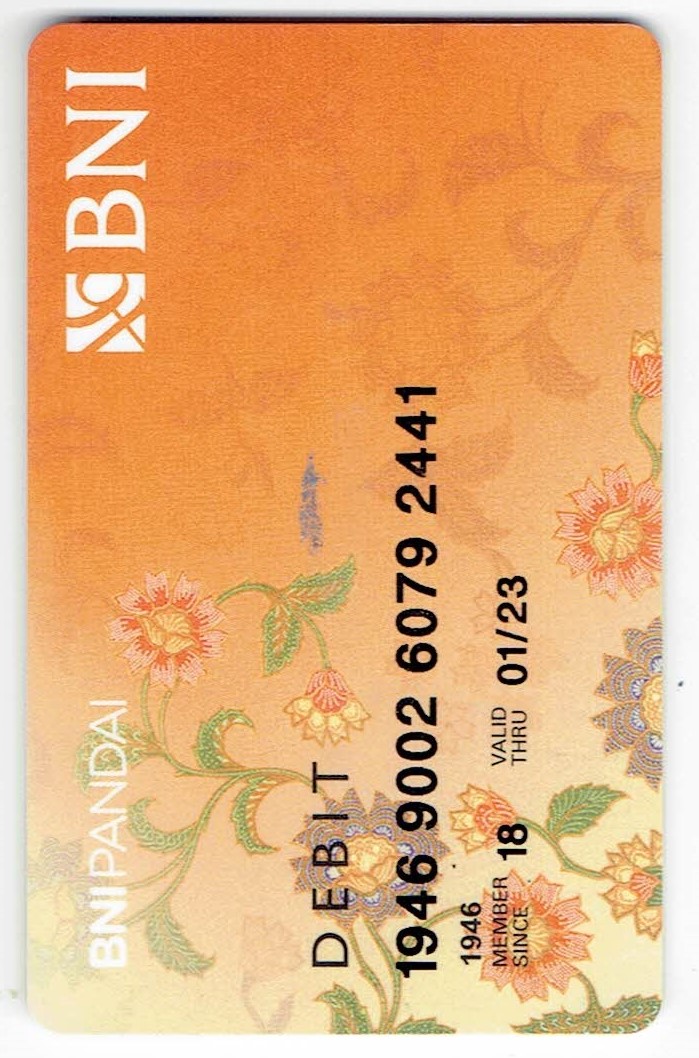 BNI
BNI PANDAI
DEBIT
1946 9002 6079 2441
1946
MEMBER SINCE 18 VALID THRU 01/23